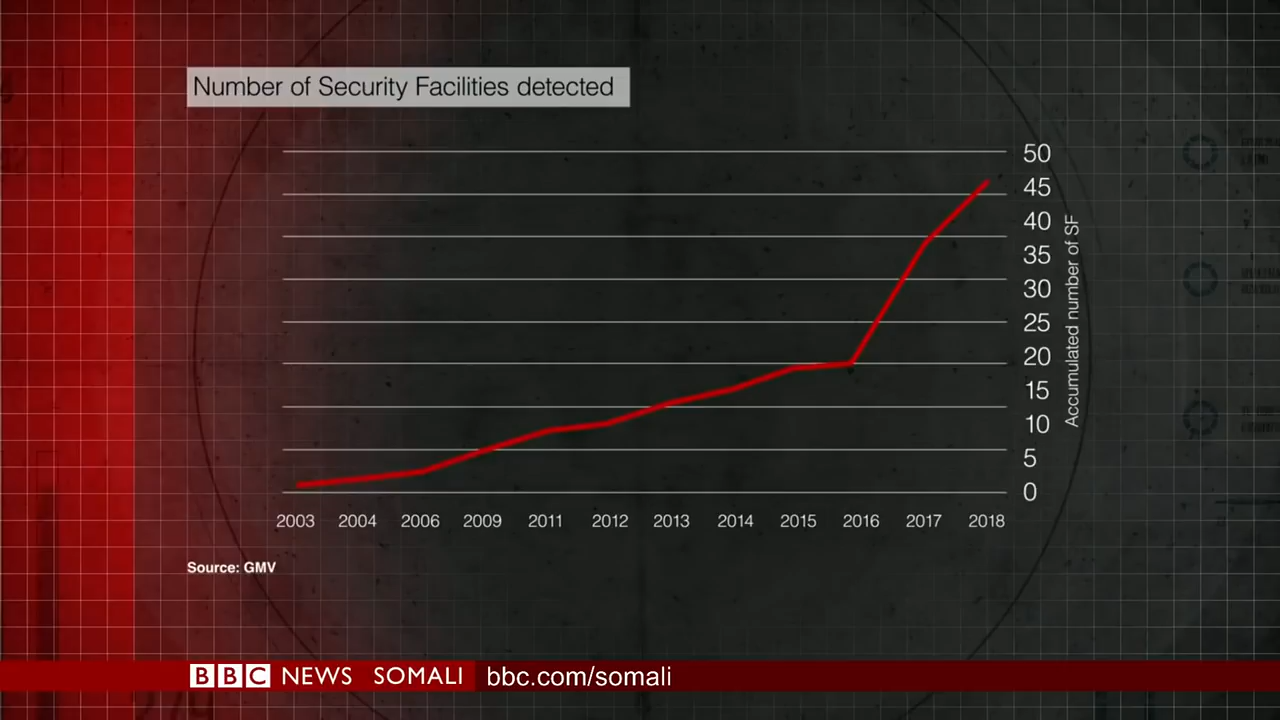 Number of Security Facilities detected
50
45
40
35
30
25
20
15
10
5
0
Accumulated number of SF
2003 2004 2006 2009 2011 2012 2013 2014 2015 2016 2017 2018
Source: GMV
BBC NEWS SOMALI bbc.com/somali